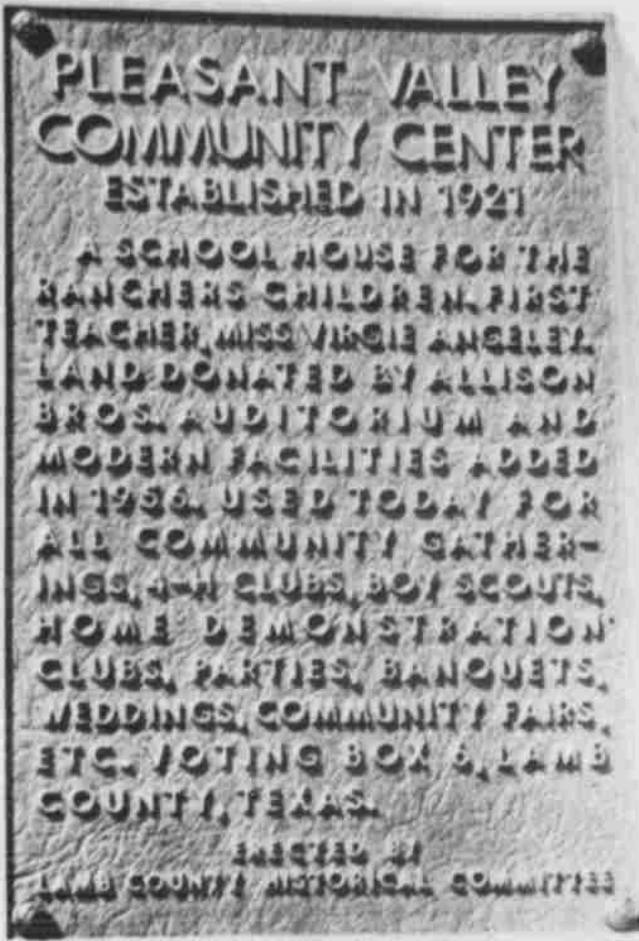 PLEASANT VALLEY
COMMUNITY CENTER
ESTABLISHED IN 1921
A SCHOOL HOUSE FOR THE
RANCHERS CHILDREN. FIRST
TEACHER, MISS VIRGIE ANGELEY.
LAND DONATED BY ALLISON
BROS. AUDITORIUM AND
MODERN FACILITIES ADDED
IN 1956. USED TODAY FOR
ALL COMMUNITY GATHER-
INGS, 4-H CLUBS, BOY SCOUTS,
HOME DEMONSTRATION
CLUBS, PARTIES, BANQUETS,
WEDDINGS, COMMUNITY FAIRS,
ETC. VOTING BOX 6, LAMB
COUNTY, TEXAS.
ERECTED BY
LAMB COUNTY HISTORICAL COMMITTEE